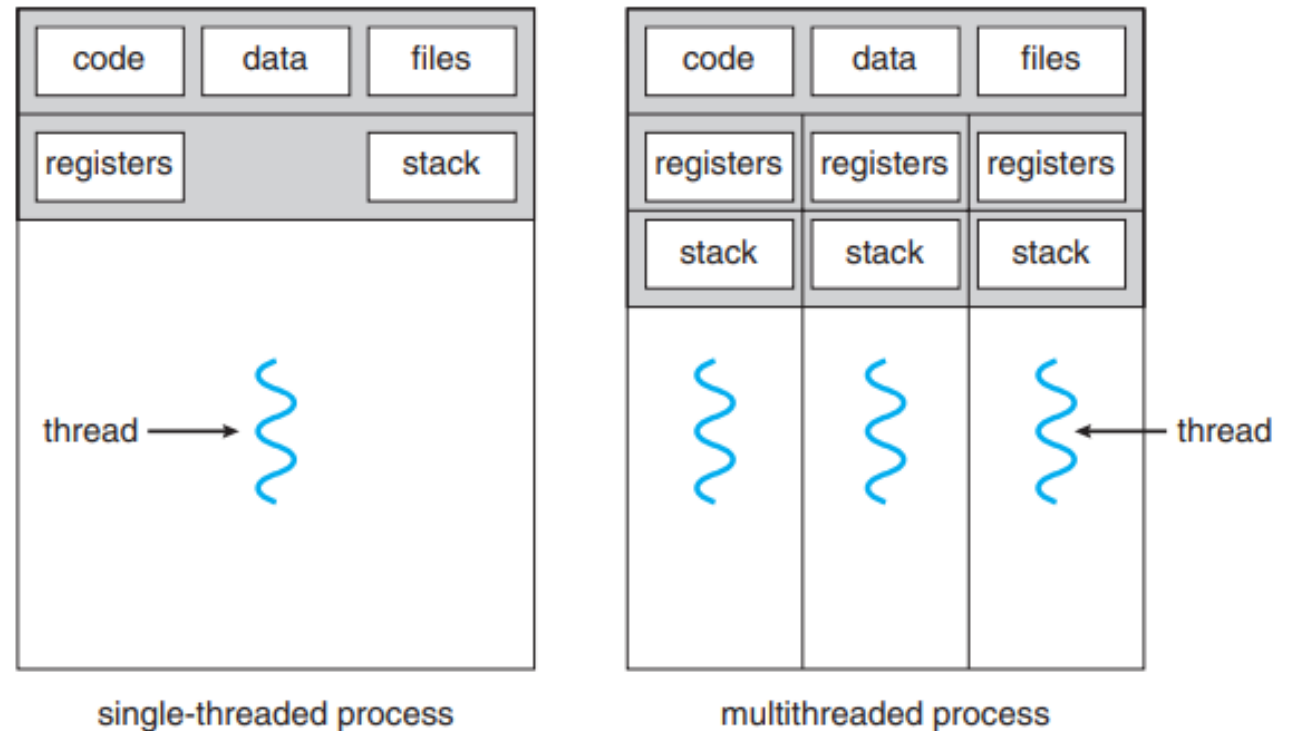 code data files code data files
registers stack registers registers registers
stack stack stack
thread thread
single-threaded process multithreaded process